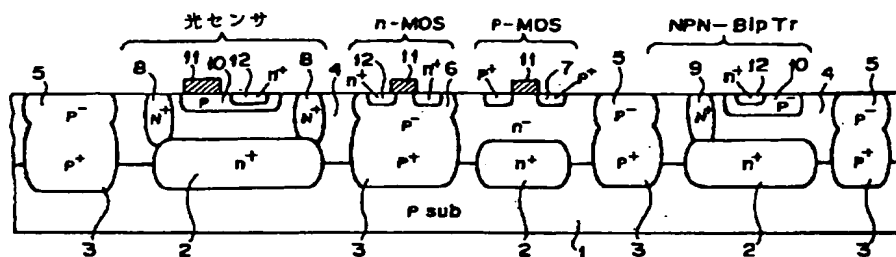 光センサ n-MOS P-MOS NPN-Bip Tr
11 10 12 n+ 8 12 11 n+ 11 5 n+ 12 10
5 8 n+ 6 P+ 7 P+ 9 4 5
P- N+ P N+ 4 P- n- P- N+ P- P-
P+ n+ P+ n+ P+ n+ P+
P sub
3 2 3 2 1 3 2 3